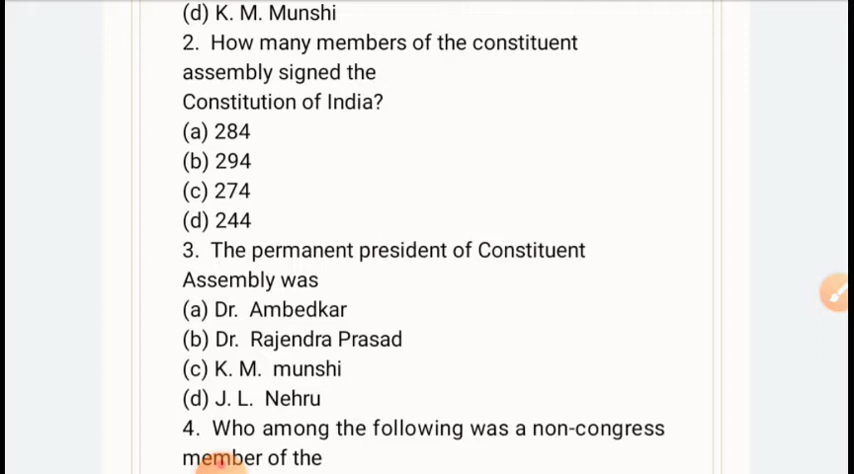 (d) K. M. Munshi
2. How many members of the constituent
assembly signed the
Constitution of India?
(a) 284
(b) 294
(c) 274
(d) 244
3. The permanent president of Constituent
Assembly was
(a) Dr. Ambedkar
(b) Dr. Rajendra Prasad
(c) K. M. munshi
(d) J. L. Nehru
4. Who among the following was a non-congress
member of the